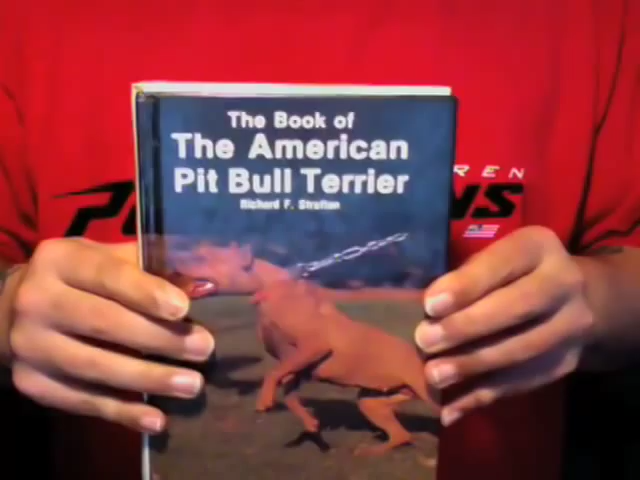 The Book of
The American
Pit Bull Terrier
Richard F. Stratton
REN